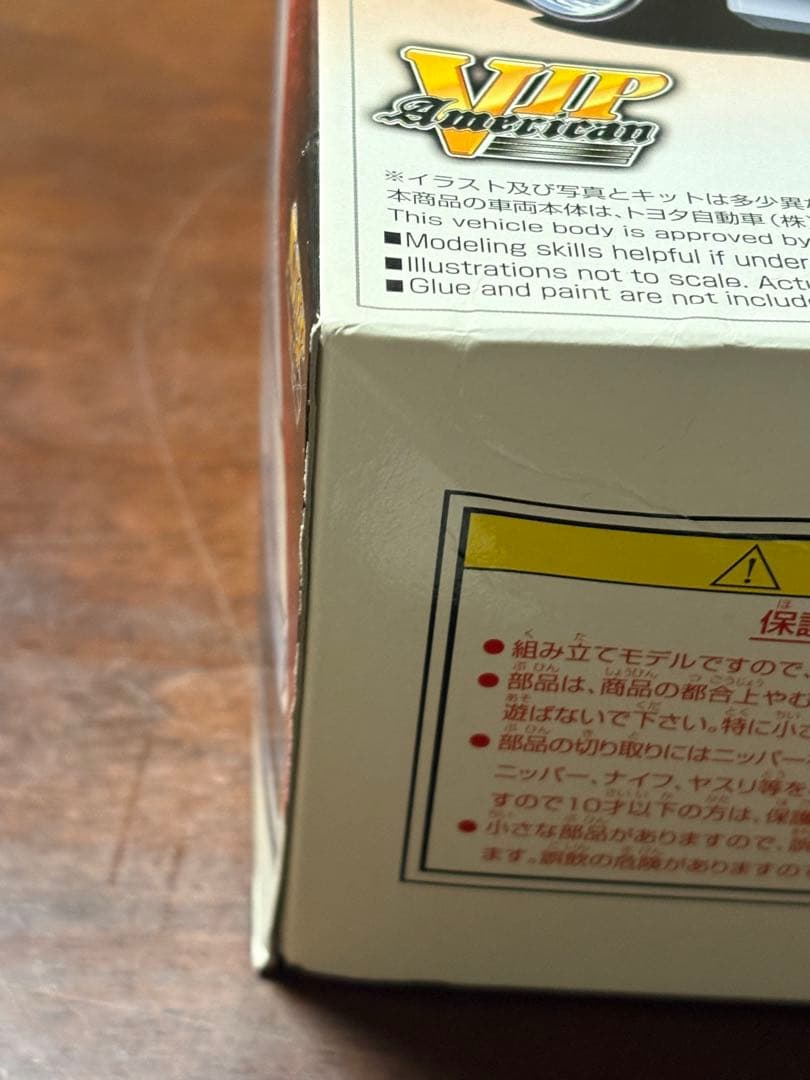 VIP
American
※イラスト及び写真とキットは多少異
本商品の車両本体は、トヨタ自動車(株
This vehicle body is approved by
■Modeling skills helpful if under
■Illustrations not to scale. Actu
■Glue and paint are not include
保護
● 組み立てモデルですので、
● 部品は、商品の都合上やむ
遊ばないで下さい。特に小さ
● 部品の切り取りにはニッパー
ニッパー、ナイフ、ヤスリ等を
すので10才以下の方は、保護
● 小さな部品がありますので、誤
ます。誤飲の危険がありますので